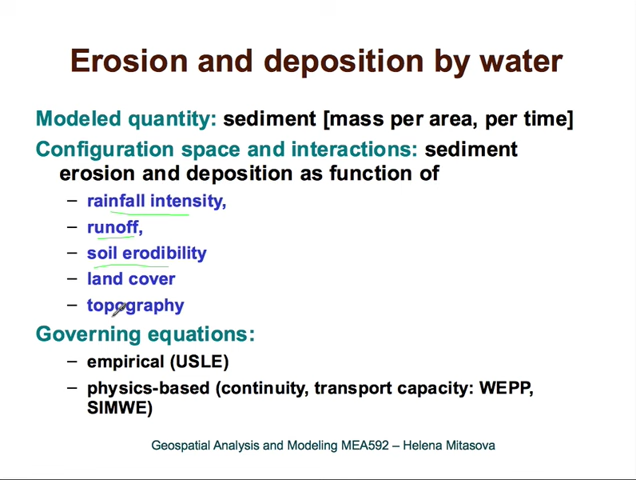 Erosion and deposition by water
Modeled quantity: sediment [mass per area, per time]
Configuration space and interactions: sediment
erosion and deposition as function of
– rainfall intensity,
– runoff,
– soil erodibility
– land cover
– topography
Governing equations:
– empirical (USLE)
– physics-based (continuity, transport capacity: WEPP,
SIMWE)
Geospatial Analysis and Modeling MEA592 – Helena Mitasova